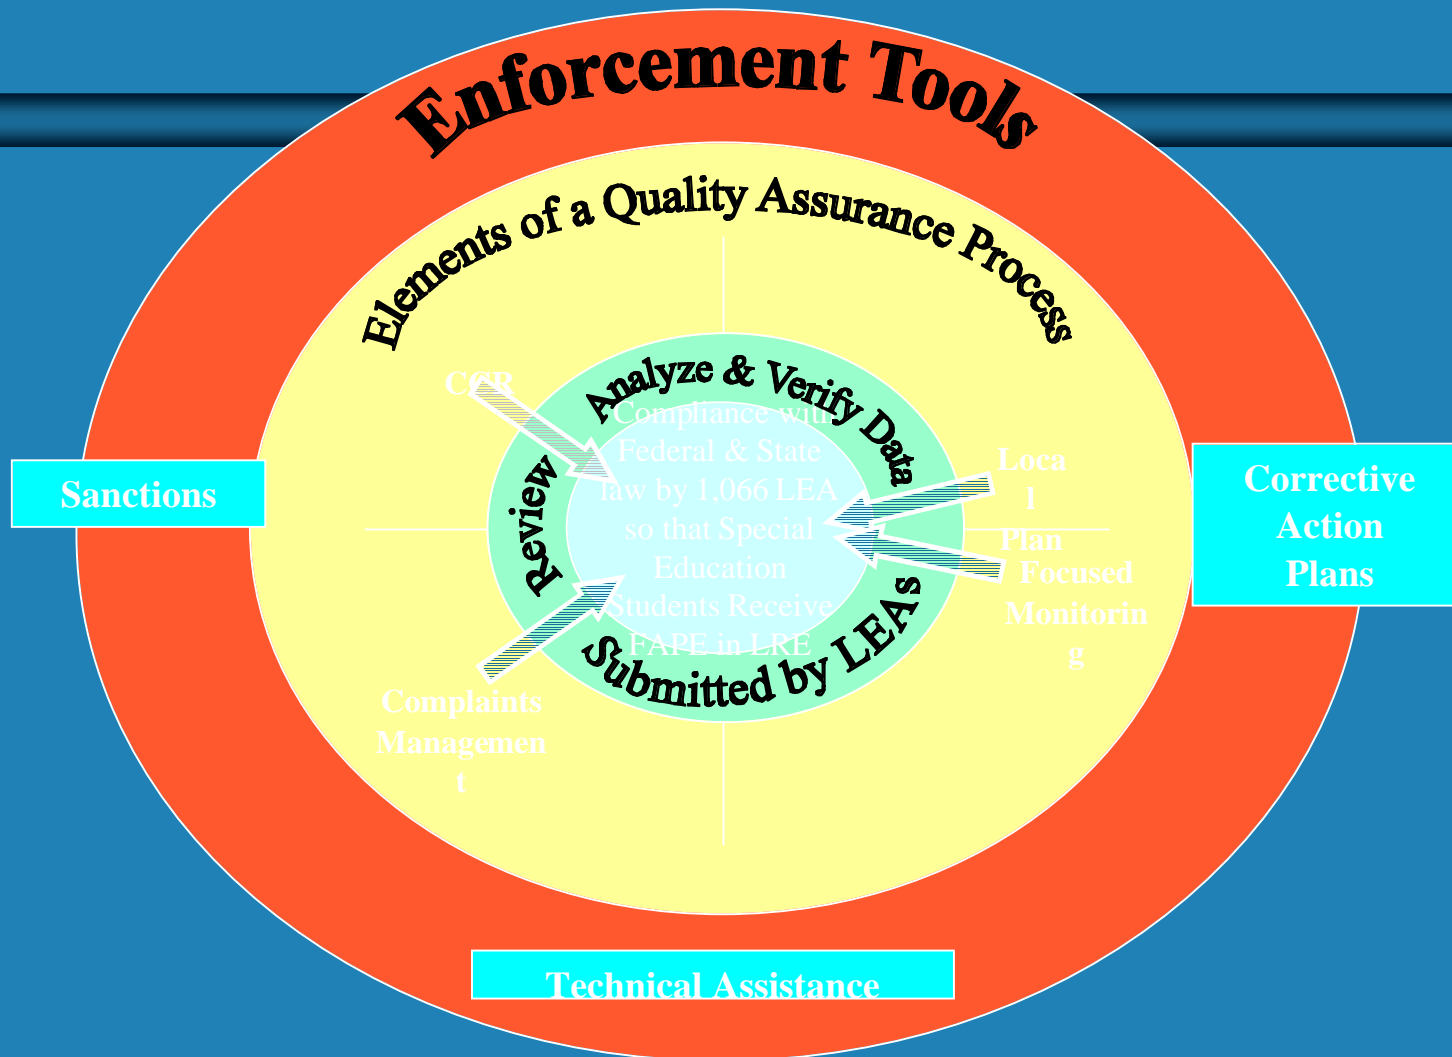 Enforcement Tools
Elements of a Quality Assurance Process
Analyze & Verify Data
Review
Submitted by LEAs
Compliance with
Federal & State
law by 1,066 LEA
so that Special
Education
Students Receive
FAPE in LRE
Loca
l
Plan
Focused
Monitorin
g
Complaints
Managemen
t
Sanctions
Corrective
Action
Plans
Technical Assistance